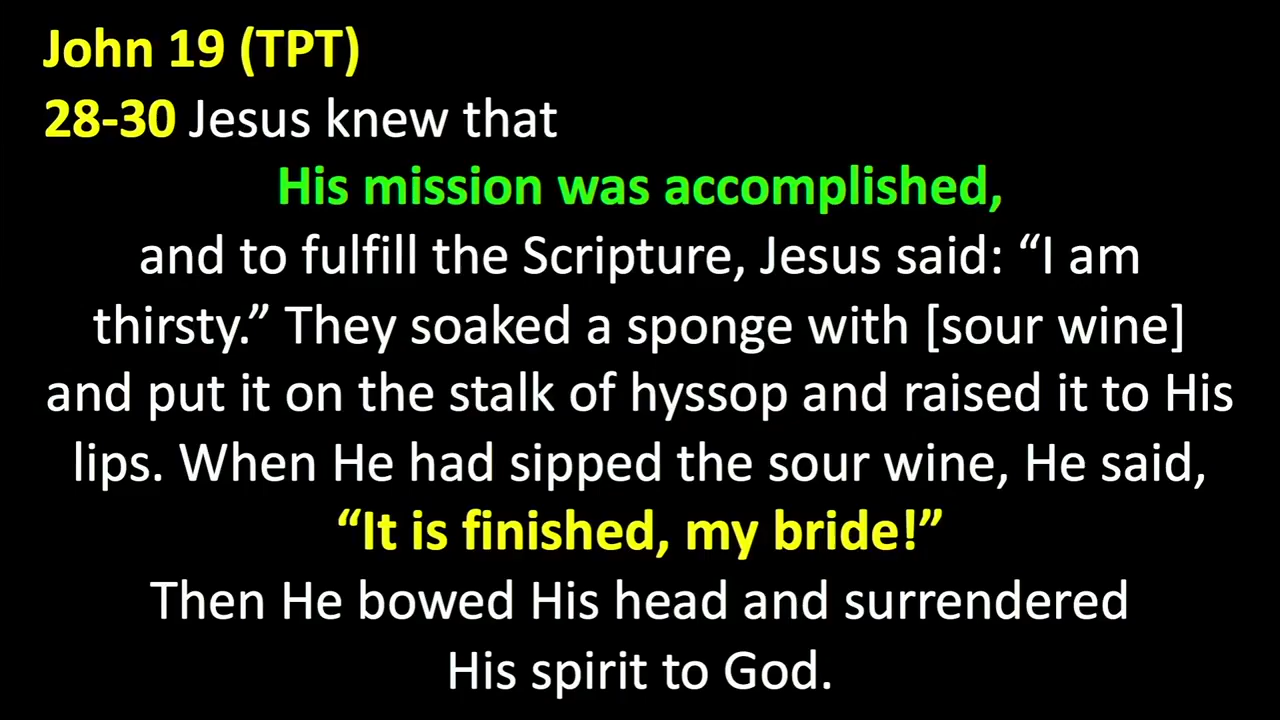 John 19 (TPT)
28-30 Jesus knew that
His mission was accomplished,
and to fulfill the Scripture, Jesus said: “I am
thirsty.” They soaked a sponge with [sour wine]
and put it on the stalk of hyssop and raised it to His
lips. When He had sipped the sour wine, He said,
“It is finished, my bride!”
Then He bowed His head and surrendered
His spirit to God.